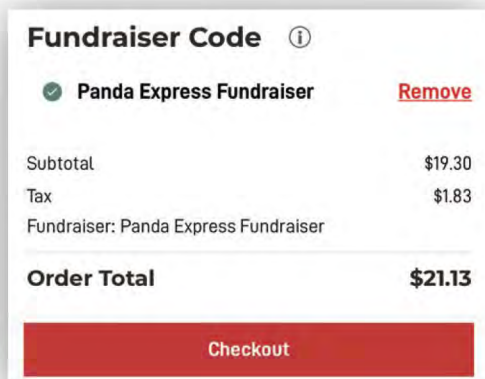 Fundraiser Code
Panda Express Fundraiser Remove
Subtotal $19.30
Tax $1.83
Fundraiser: Panda Express Fundraiser
Order Total $21.13
Checkout